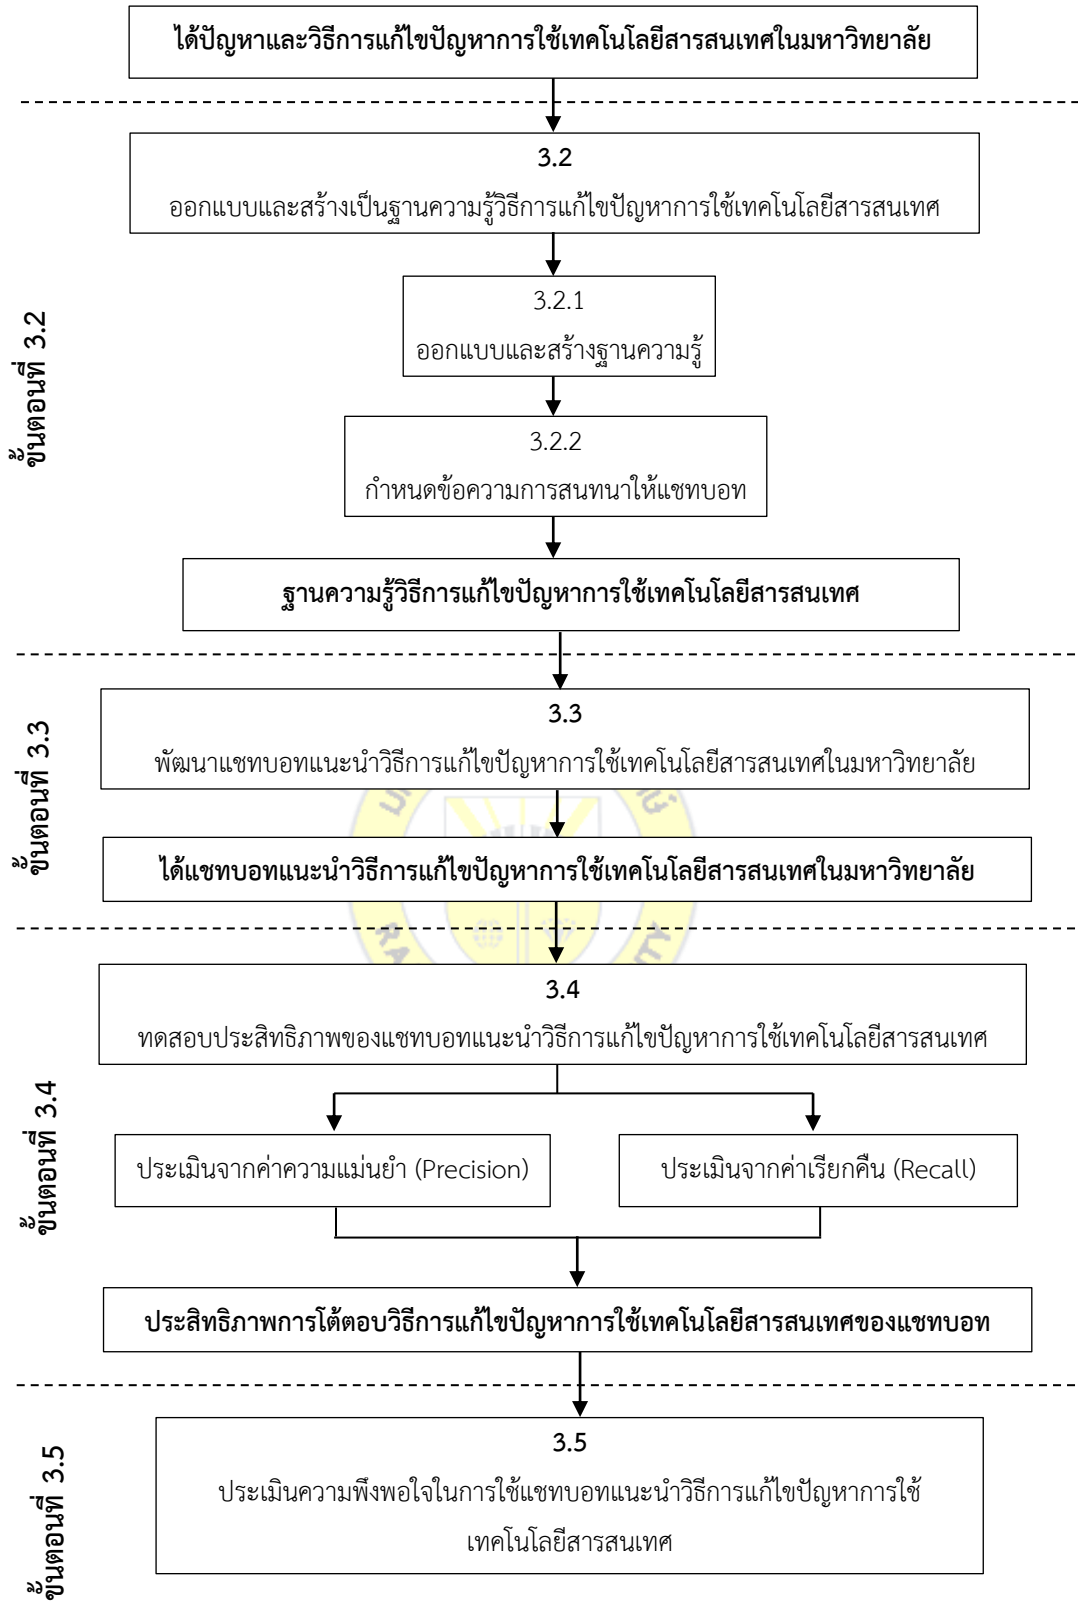 ได้ปัญหาและวิธีการแก้ไขปัญหาการใช้เทคโนโลยีสารสนเทศในมหาวิทยาลัย
ขั้นตอนที่ 3.2
3.2
ออกแบบและสร้างเป็นฐานความรู้วิธีการแก้ไขปัญหาการใช้เทคโนโลยีสารสนเทศ
3.2.1
ออกแบบและสร้างฐานความรู้
3.2.2
กำหนดข้อความการสนทนาให้แชทบอท
ฐานความรู้วิธีการแก้ไขปัญหาการใช้เทคโนโลยีสารสนเทศ
ขั้นตอนที่ 3.3
3.3
พัฒนาแชทบอทแนะนำวิธีการแก้ไขปัญหาการใช้เทคโนโลยีสารสนเทศในมหาวิทยาลัย
ได้แชทบอทแนะนำวิธีการแก้ไขปัญหาการใช้เทคโนโลยีสารสนเทศในมหาวิทยาลัย
ขั้นตอนที่ 3.4
3.4
ทดสอบประสิทธิภาพของแชทบอทแนะนำวิธีการแก้ไขปัญหาการใช้เทคโนโลยีสารสนเทศ
ประเมินจากค่าความแม่นยำ (Precision)
ประเมินจากค่าเรียกคืน (Recall)
ประสิทธิภาพการโต้ตอบวิธีการแก้ไขปัญหาการใช้เทคโนโลยีสารสนเทศของแชทบอท
ขั้นตอนที่ 3.5
3.5
ประเมินความพึงพอใจในการใช้แชทบอทแนะนำวิธีการแก้ไขปัญหาการใช้
เทคโนโลยีสารสนเทศ